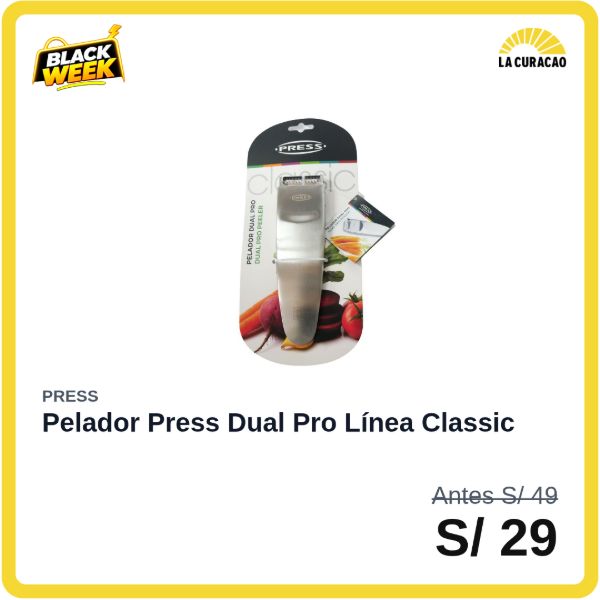 BLACK
WEEK
LA CURACAO
PRESS
classic
PELADOR DUAL PRO
DUAL PRO PEELER
PRESS
Pelador Press Dual Pro Línea Classic
Antes S/ 49
S/ 29